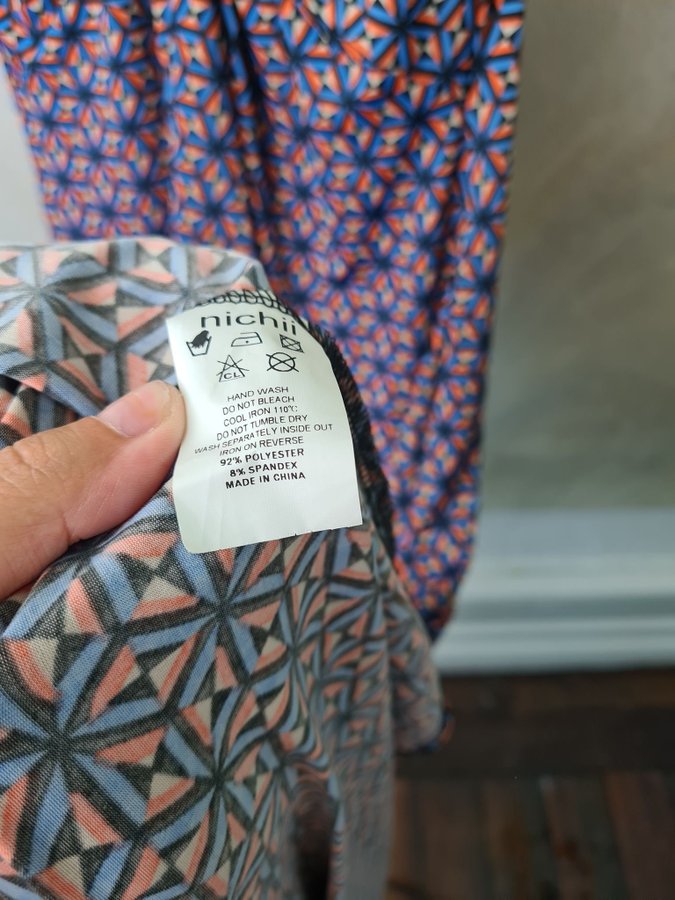 nichii
CL
HAND WASH
DO NOT BLEACH
COOL IRON 110℃
DO NOT TUMBLE DRY
WASH SEPARATELY INSIDE OUT
IRON ON REVERSE
92% POLYESTER
8% SPANDEX
MADE IN CHINA